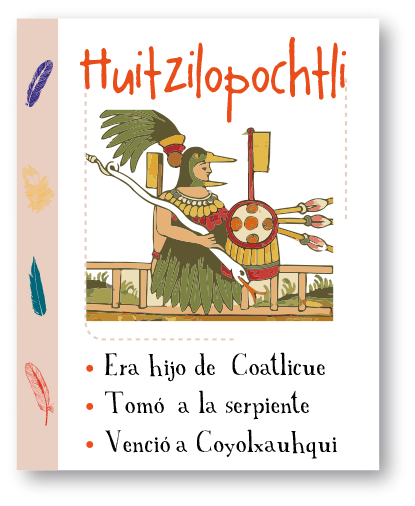 Huitzilopochtli
• Era hijo de Coatlicue
• Tomó a la serpiente
• Venció a Coyolxauhqui